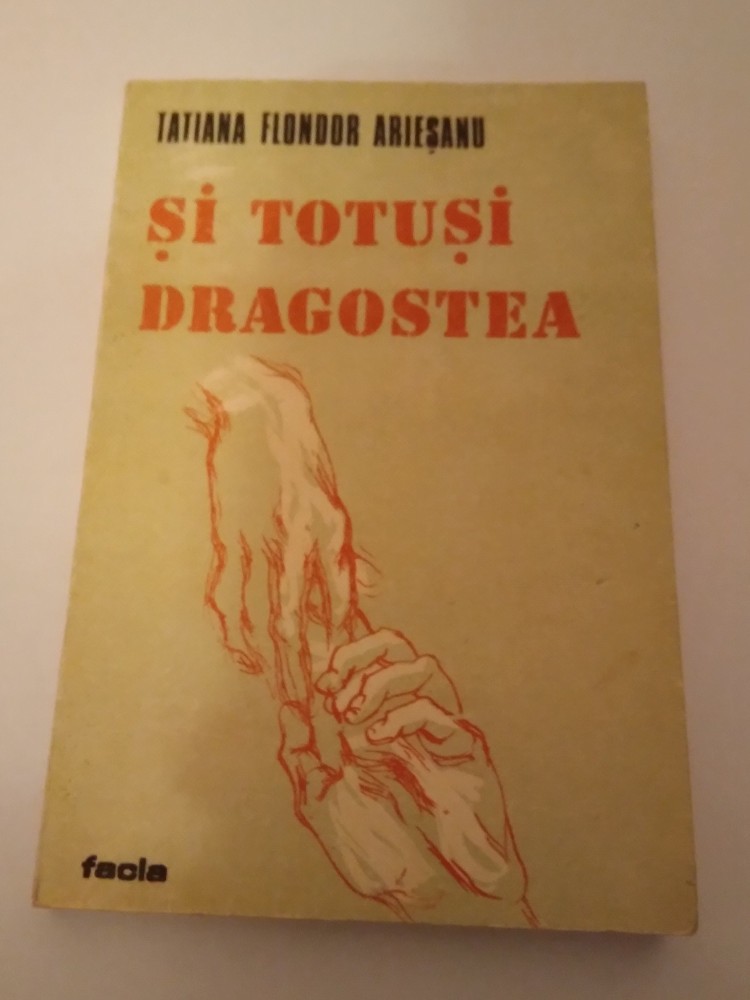 TATIANA FLONDOR ARIEȘANU
ȘI TOTUȘI
DRAGOSTEA
facla